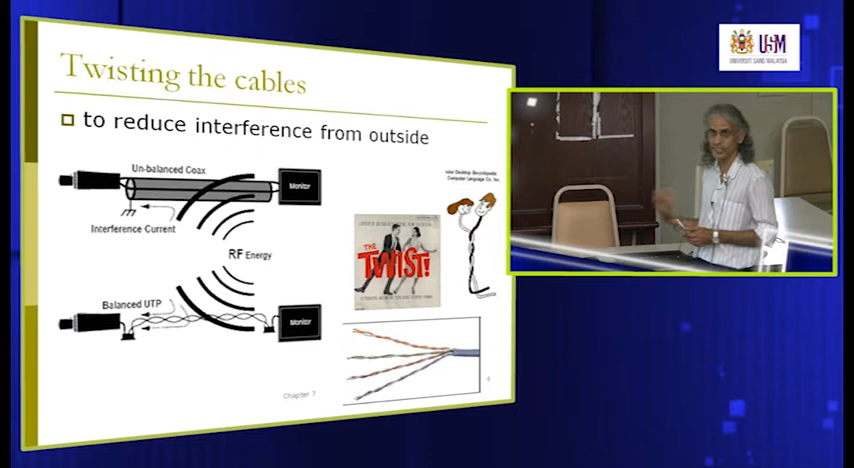 Twisting the cables
to reduce interference from outside
Un-balanced Coax
Monitor
Interference Current
RF Energy
Balanced UTP
Monitor
Computer Language Co. Inc.
THE
TWIST!
Chapter 7
USM
UNIVERSITI SAINS MALAYSIA